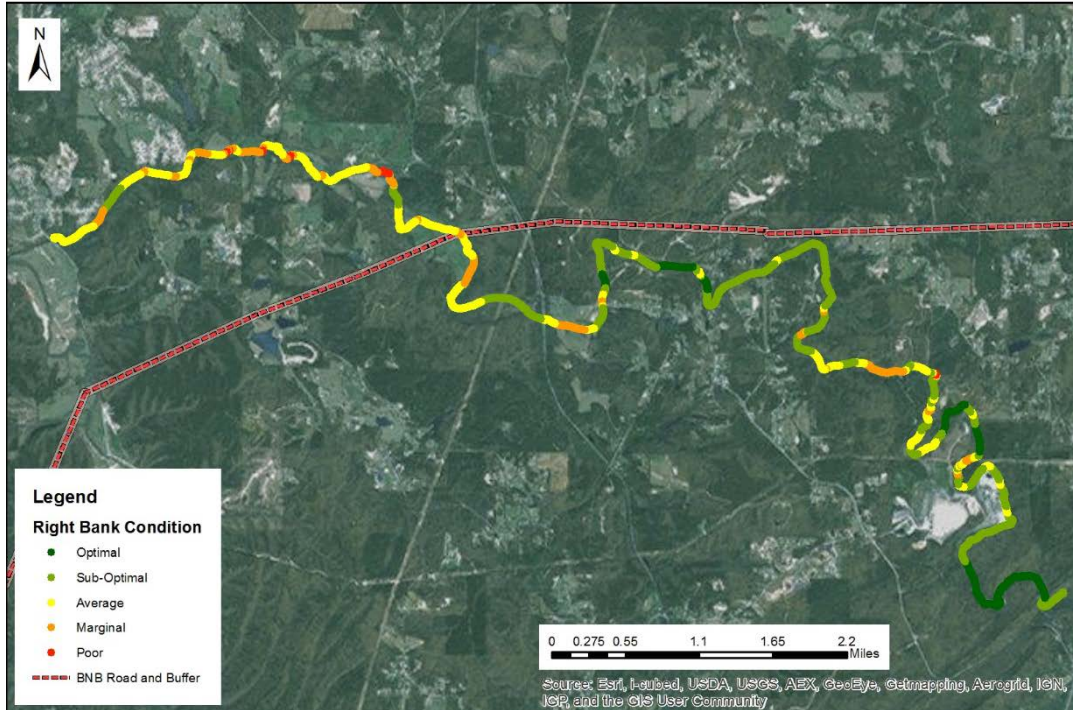 N
Legend
Right Bank Condition
Optimal
Sub-Optimal
Average
Marginal
Poor
BNB Road and Buffer
0 0.275 0.55 1.1 1.65 2.2
Miles
Source: Esri, i-cubed, USDA, USGS, AEX, GeoEye, Getmapping, Aerogrid, IGN,
IGP, and the GIS User Community